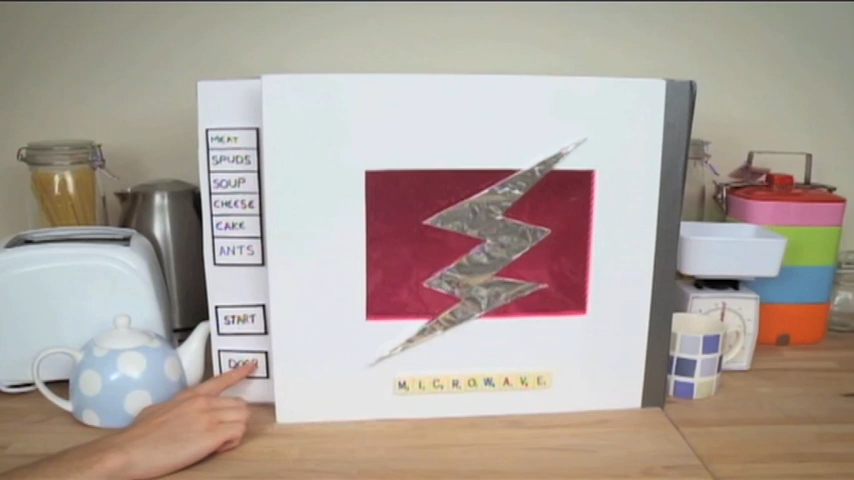 MEAT
SPUDS
SOUP
CHEESE
CAKE
ANTS
START
DOOR
MICROWAVE